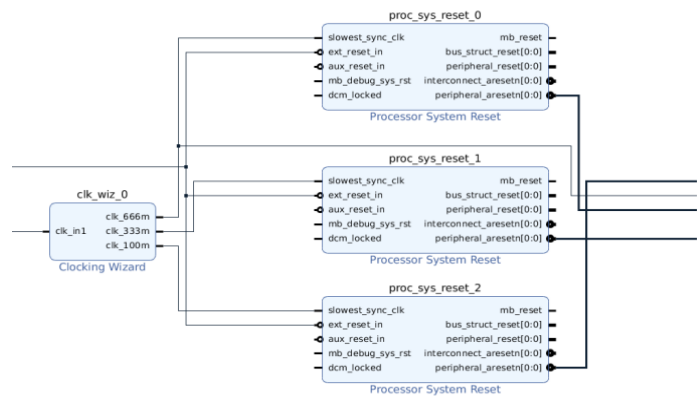 proc_sys_reset_0
slowest_sync_clk mb_reset
ext_reset_in bus_struct_reset[0:0]
aux_reset_in peripheral_reset[0:0]
mb_debug_sys_rst interconnect_aresetn[0:0]
dcm_locked peripheral_aresetn[0:0]
Processor System Reset
proc_sys_reset_1
slowest_sync_clk mb_reset
ext_reset_in bus_struct_reset[0:0]
aux_reset_in peripheral_reset[0:0]
mb_debug_sys_rst interconnect_aresetn[0:0]
dcm_locked peripheral_aresetn[0:0]
Processor System Reset
clk_wiz_0
clk_666m
clk_in1 clk_333m
clk_100m
Clocking Wizard
proc_sys_reset_2
slowest_sync_clk mb_reset
ext_reset_in bus_struct_reset[0:0]
aux_reset_in peripheral_reset[0:0]
mb_debug_sys_rst interconnect_aresetn[0:0]
dcm_locked peripheral_aresetn[0:0]
Processor System Reset